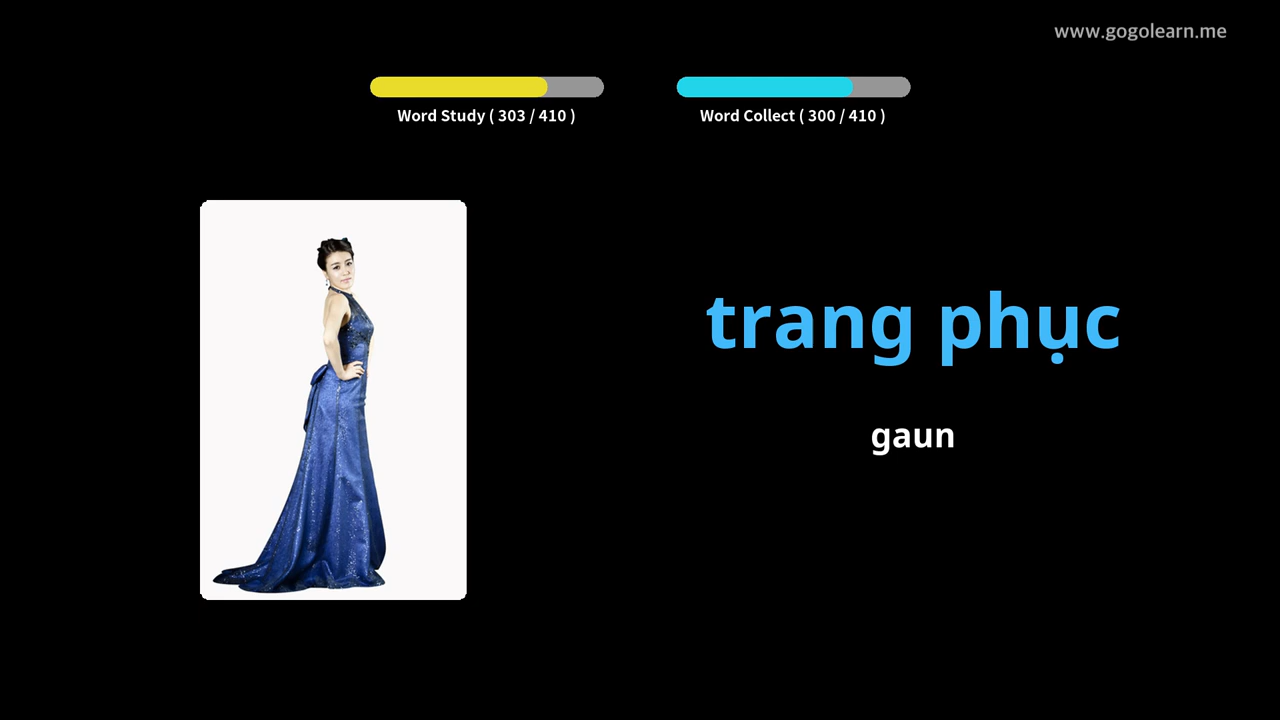 www.gogolearn.me
Word Study ( 303 / 410 )
Word Collect ( 300 / 410 )
trang phục
gaun